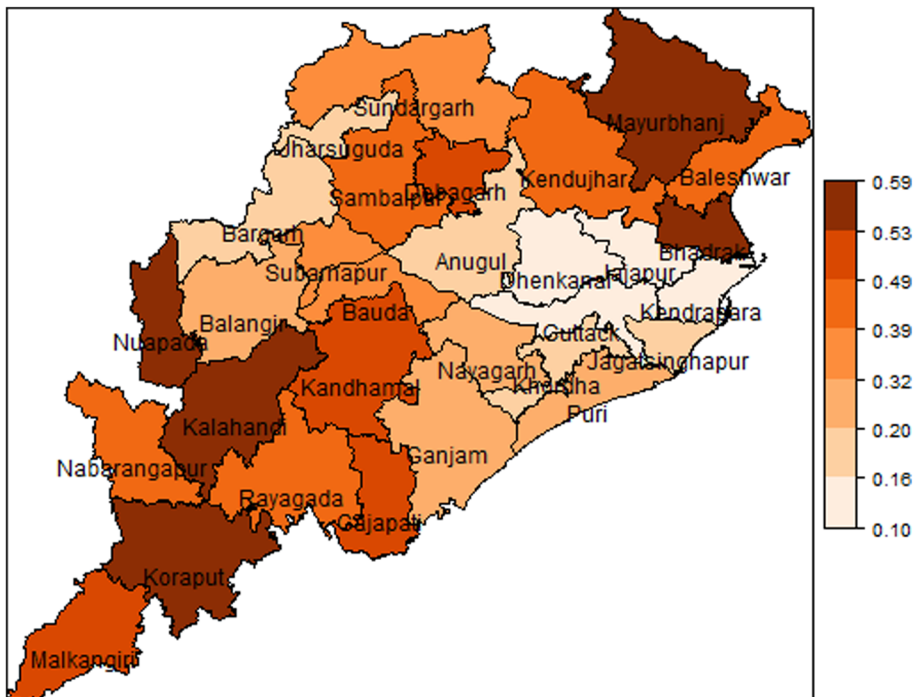 Sundargarh
Mayurbhanj
Jharsuguda
Kendujhar
Baleshwar
Debagarh
Sambalpur
Bargarh
Bhadrak
Subarnapur
Anugul
Jajapur
Dhenkanal
Kendrapara
Bauda
Balangir
Cuttack
Nuapada
Jagatsinghapur
Nayagarh
Khordha
Kandhamal
Puri
Kalahandi
Ganjam
Nabarangapur
Rayagada
Gajapati
Koraput
Malkangiri
0.59
0.53
0.49
0.39
0.32
0.20
0.16
0.10